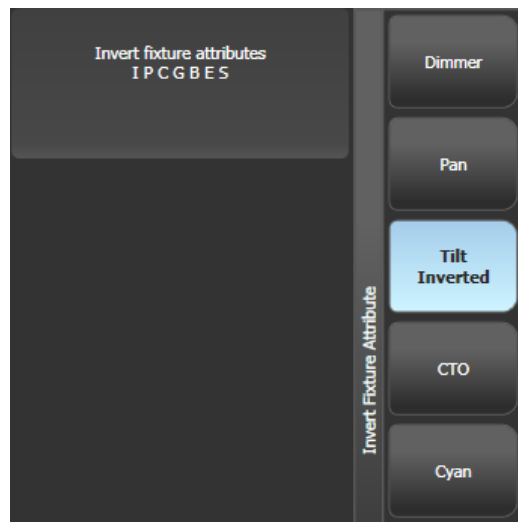 Invert fixture attributes
I P C G B E S
Invert Fixture Attribute
Dimmer
Pan
Tilt
Inverted
CTO
Cyan